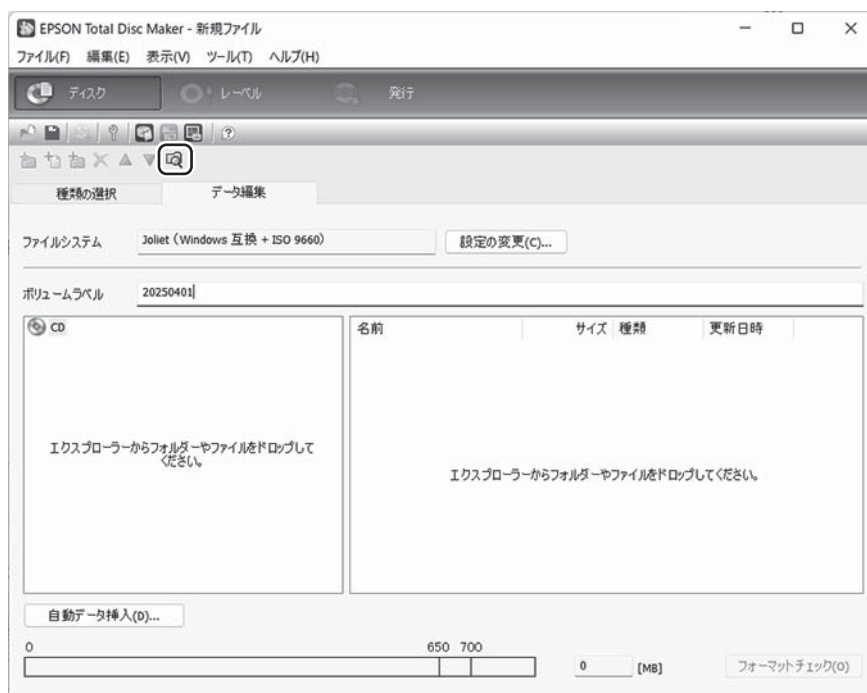 EPSON Total Disc Maker - 新規ファイル
ファイル(F) 編集(E) 表示(V) ツール(T) ヘルプ(H)
ディスク レーベル 発行
種類の選択 データ編集
ファイルシステム Joliet (Windows 互換 + ISO 9660) 設定の変更(C)...
ボリュームラベル 20250401
CD 名前 サイズ 種類 更新日時
エクスプローラーからフォルダーやファイルをドロップして
ください。
エクスプローラーからフォルダーやファイルをドロップしてください。
自動データ挿入(D)...
0 650 700
0 [MB] フォーマットチェック(O)